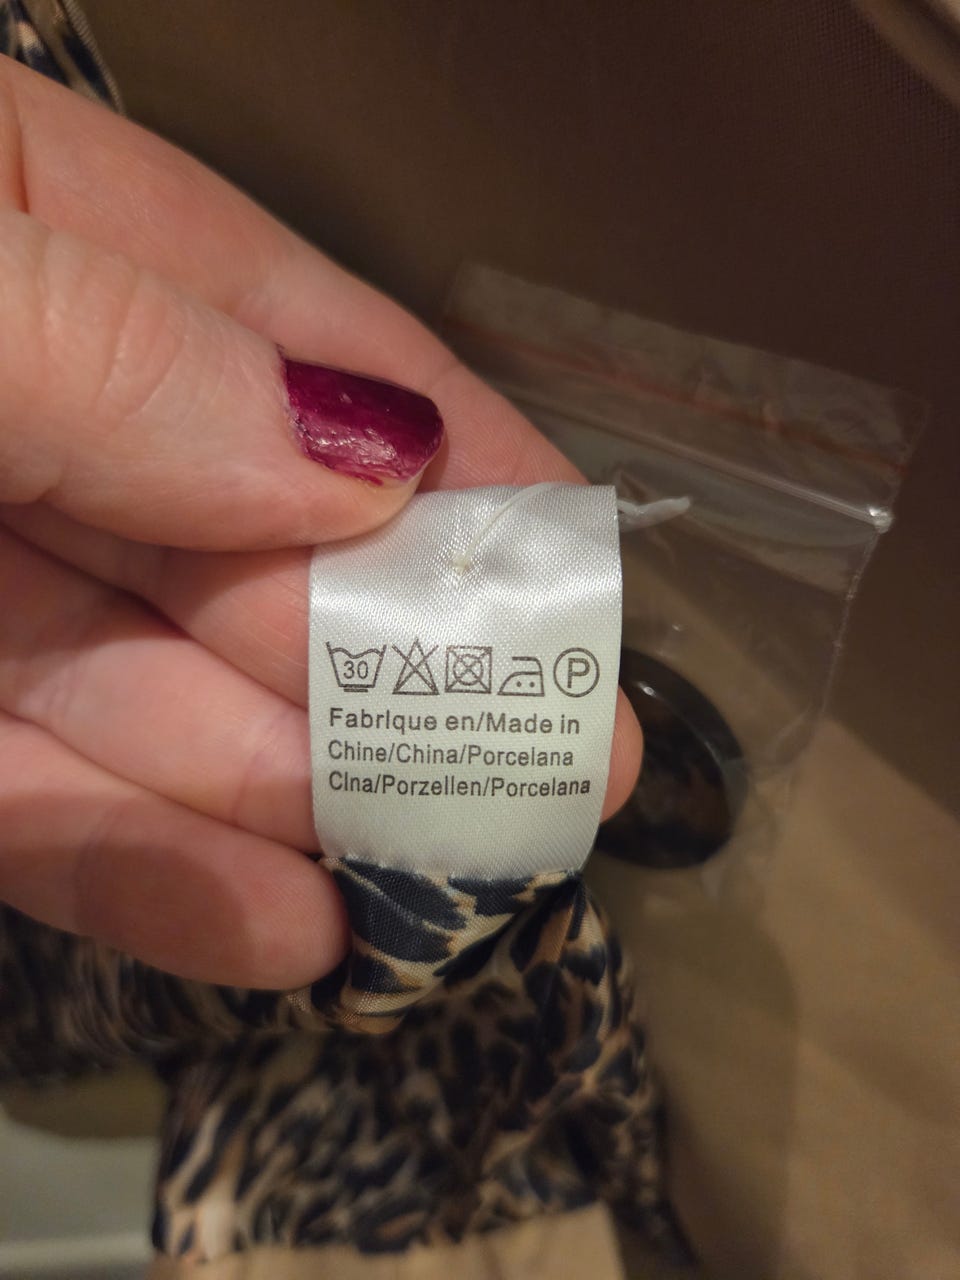 30 P
FabrIque en/Made in
Chine/China/Porcelana
CIna/Porzellen/Porcelana